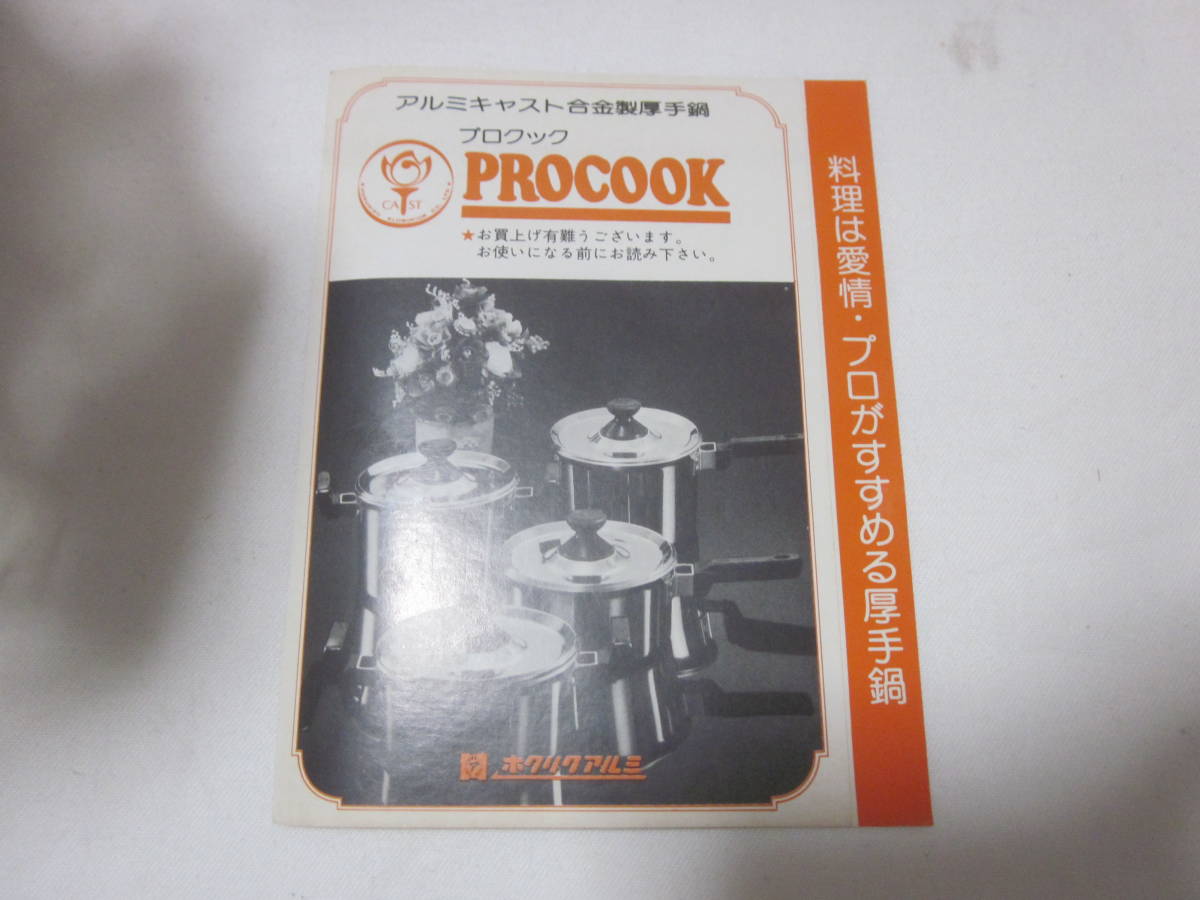 アルミキャスト合金製厚手鍋
プロクック
PROCOOK
CAST
★お買上げ有難うございます。
お使いになる前にお読み下さい。
ホクリクアルミ
料理は愛情・プロがすすめる厚手鍋